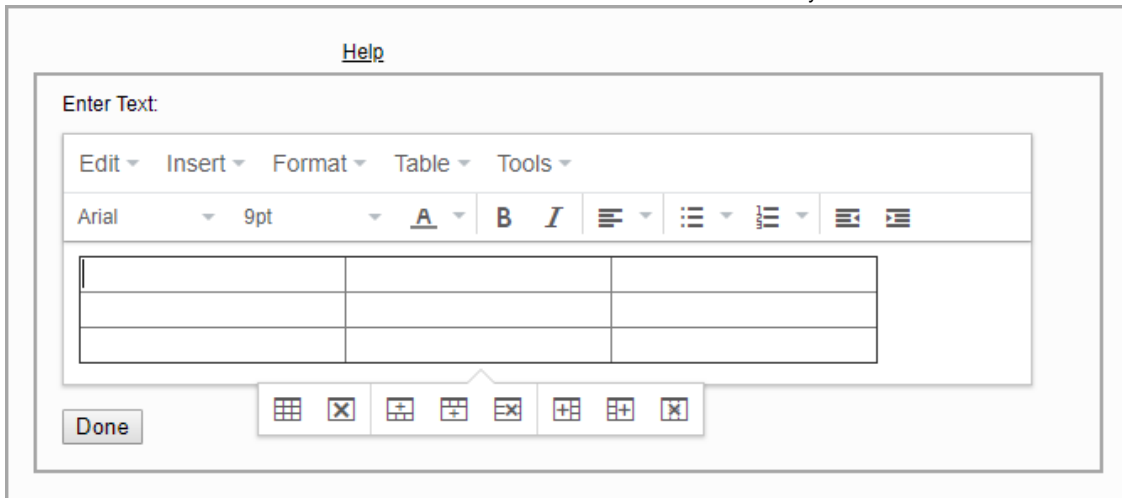 Help
Enter Text:
Edit Insert Format Table Tools
Arial 9pt A B I
Done